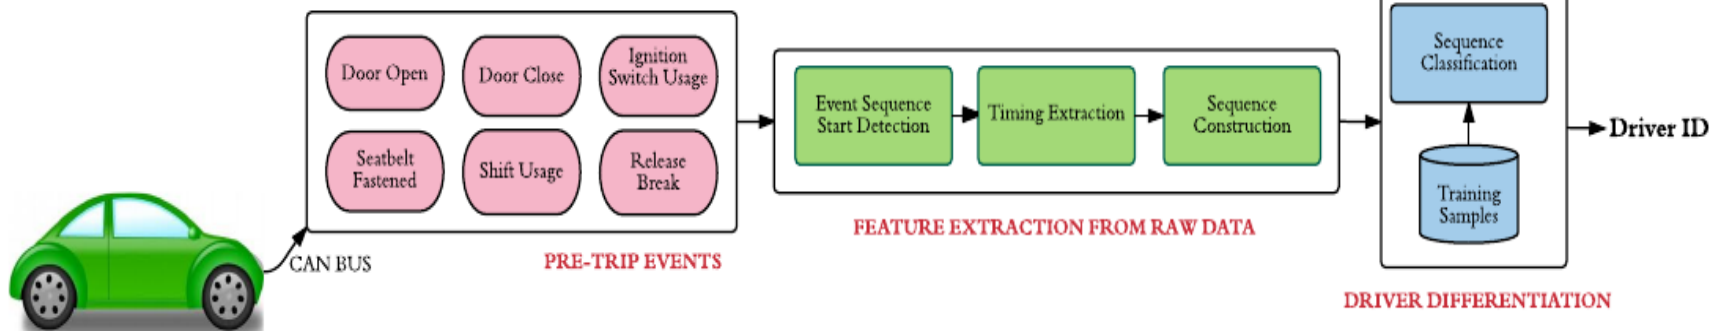 Door Open
Door Close
Ignition
Switch Usage
Seatbelt
Fastened
Shift Usage
Release
Break
CAN BUS
PRE-TRIP EVENTS
Event Sequence
Start Detection
Timing Extraction
Sequence
Construction
FEATURE EXTRACTION FROM RAW DATA
Sequence
Classification
Training
Samples
DRIVER DIFFERENTIATION
Driver ID